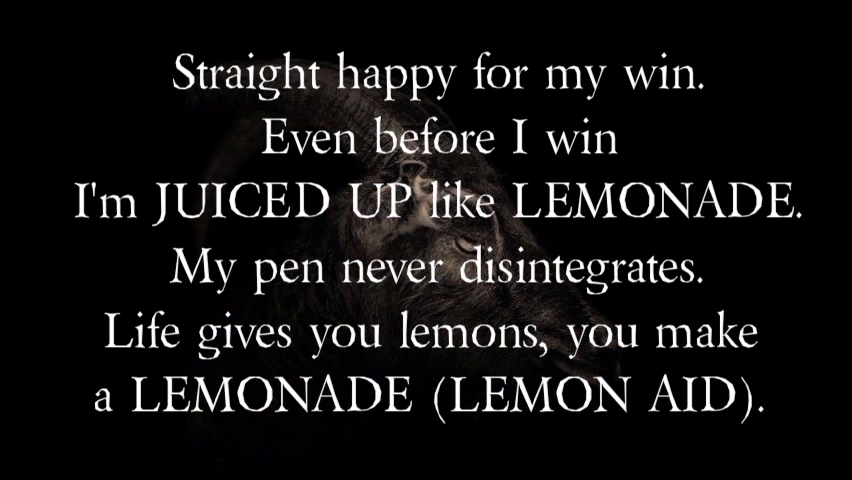 Straight happy for my win.
Even before I win
I'm JUICED UP like LEMONADE.
My pen never disintegrates.
Life gives you lemons, you make
a LEMONADE (LEMON AID).